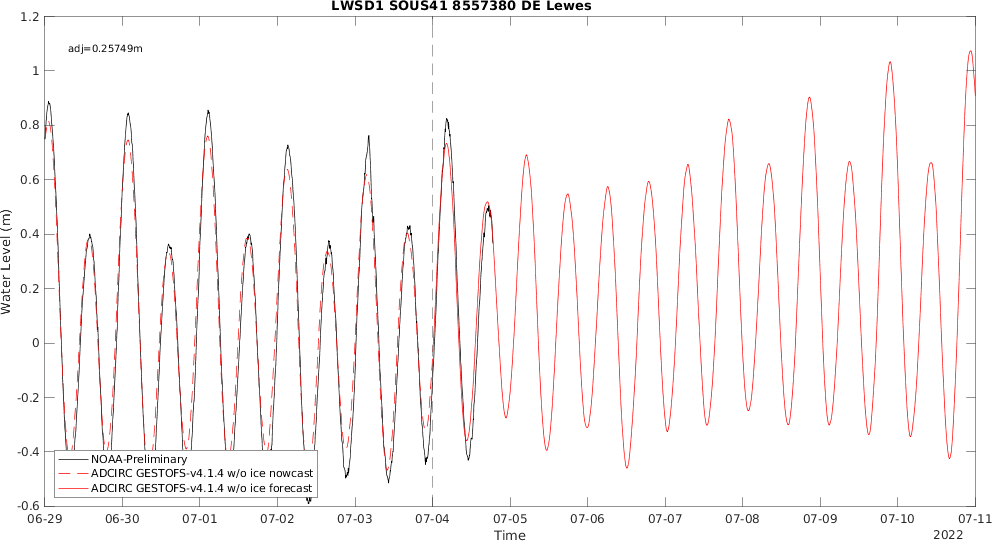 LWSD1 SOUS41 8557380 DE Lewes
adj=0.25749m
1.2
1
0.8
0.6
0.4
0.2
0
-0.2
-0.4
-0.6
Water Level (m)
NOAA-Preliminary
ADCIRC GESTOFS-v4.1.4 w/o ice nowcast
ADCIRC GESTOFS-v4.1.4 w/o ice forecast
06-29 06-30 07-01 07-02 07-03 07-04 07-05 07-06 07-07 07-08 07-09 07-10 07-11
Time
2022